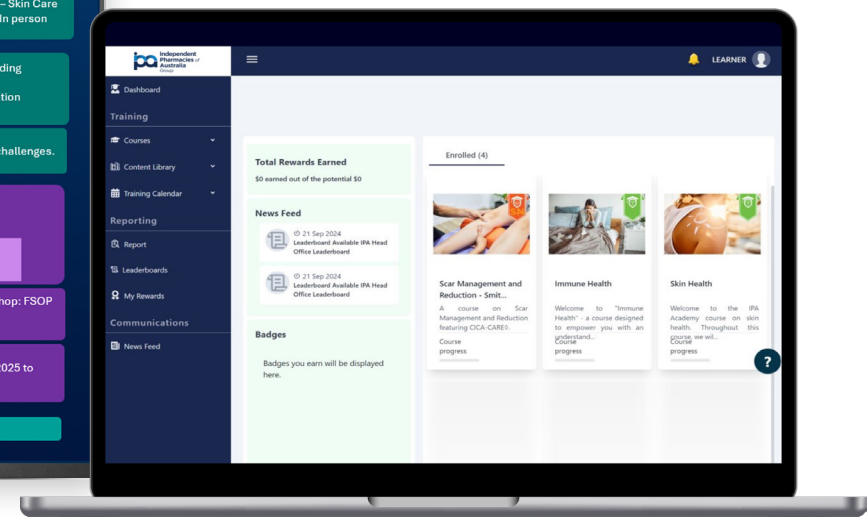 – Skin Care
In person
ding
tion
challenges.
hop: FSOP
2025 to
ipa
Independent
Pharmacies of
Australia
Group
LEARNER
Dashboard
Training
Courses
Content Library
Training Calendar
Reporting
Report
Leaderboards
My Rewards
Communications
News Feed
Total Rewards Earned
$0 earned out of the potential $0
News Feed
21 Sep 2024
Leaderboard Available IPA Head
Office Leaderboard
21 Sep 2024
Leaderboard Available IPA Head
Office Leaderboard
Badges
Badges you earn will be displayed
here.
Enrolled (4)
Scar Management and
Reduction - Smit...
A course on Scar
Management and Reduction
featuring CICA-CARE◊.
Course
progress
Immune Health
Welcome to "Immune
Health" - a course designed
to empower you with an
understand...
Course
progress
Skin Health
Welcome to the IPA
Academy course on skin
health. Throughout this
course, we wil...
Course
progress
?